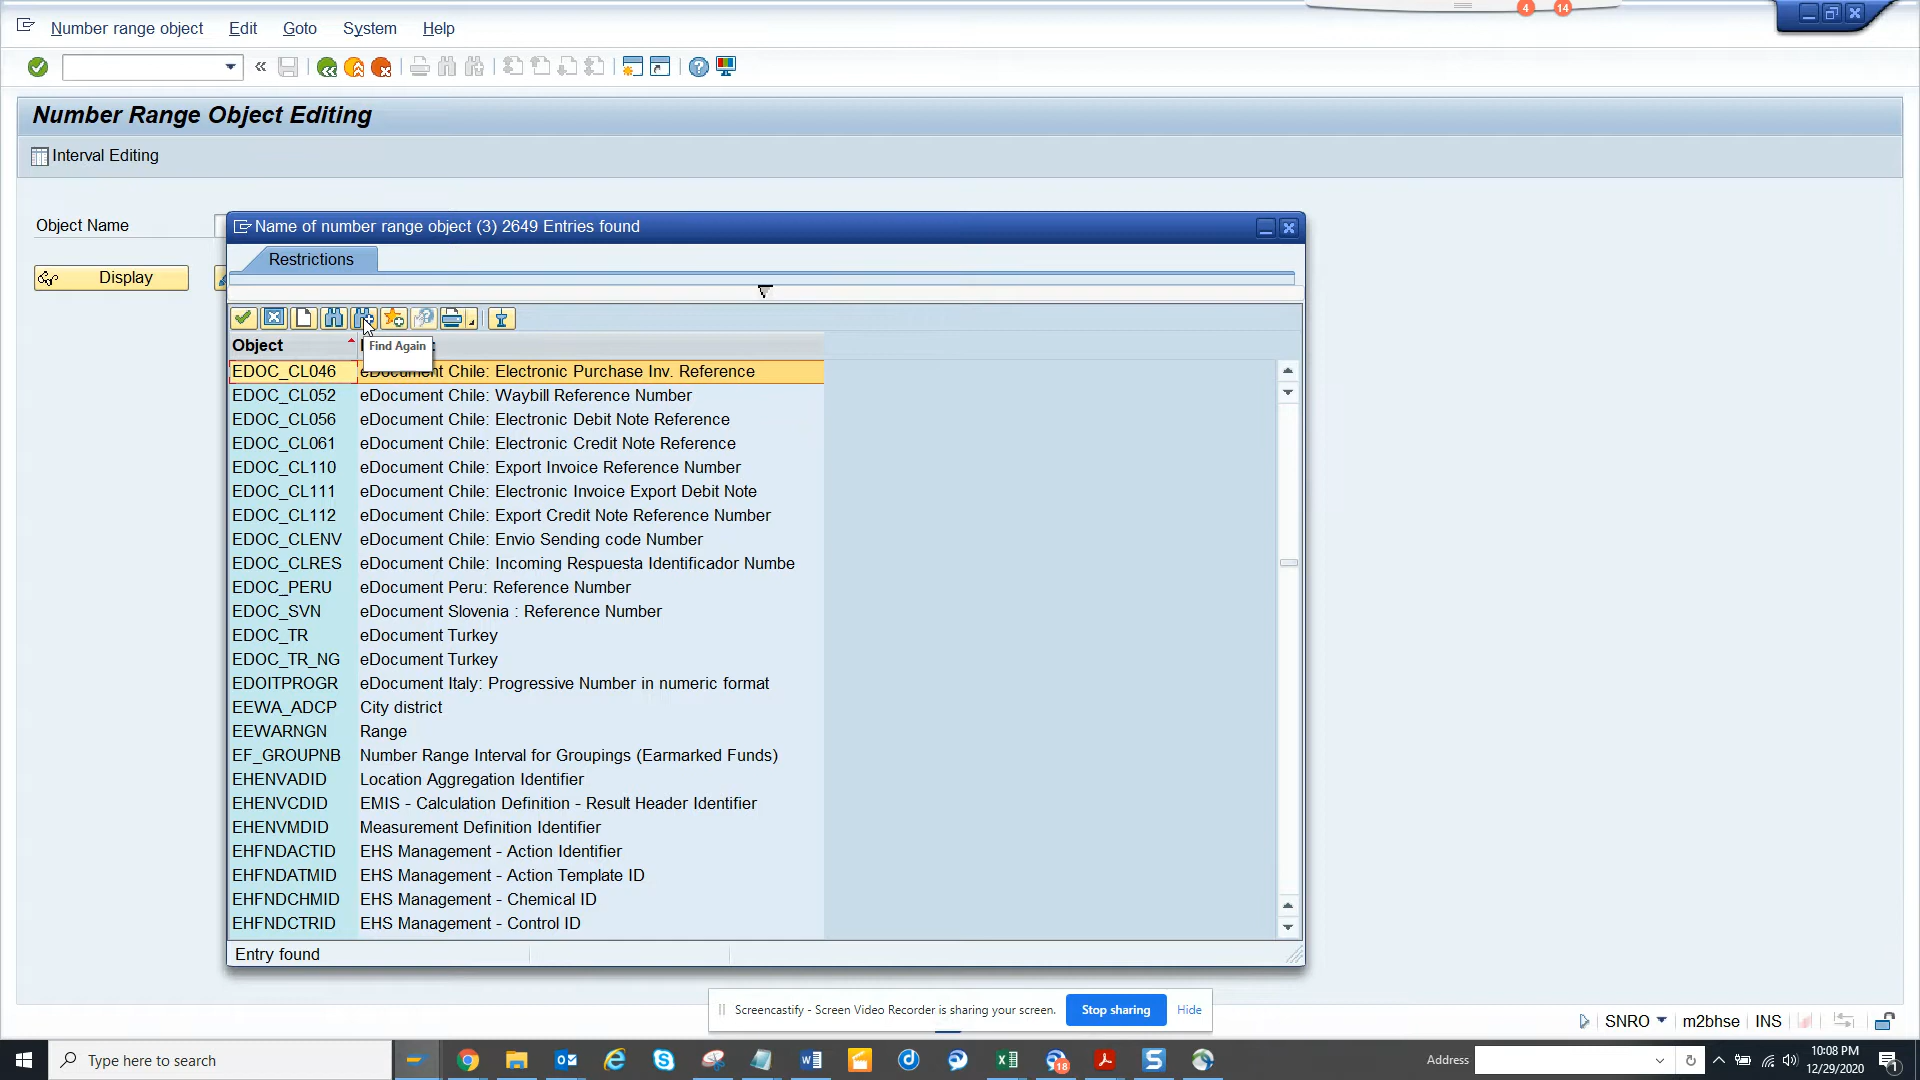 4 14
Number range object Edit Goto System Help
Number Range Object Editing
Interval Editing
Object Name
Display
Name of number range object (3) 2649 Entries found
Restrictions
Object
Find Again
EDOC_CL046 eDocument Chile: Electronic Purchase Inv. Reference
EDOC_CL052 eDocument Chile: Waybill Reference Number
EDOC_CL056 eDocument Chile: Electronic Debit Note Reference
EDOC_CL061 eDocument Chile: Electronic Credit Note Reference
EDOC_CL110 eDocument Chile: Export Invoice Reference Number
EDOC_CL111 eDocument Chile: Electronic Invoice Export Debit Note
EDOC_CL112 eDocument Chile: Export Credit Note Reference Number
EDOC_CLENV eDocument Chile: Envio Sending code Number
EDOC_CLRES eDocument Chile: Incoming Respuesta Identificador Numbe
EDOC_PERU eDocument Peru: Reference Number
EDOC_SVN eDocument Slovenia : Reference Number
EDOC_TR eDocument Turkey
EDOC_TR_NG eDocument Turkey
EDOITPROGR eDocument Italy: Progressive Number in numeric format
EEWA_ADCP City district
EEWARNGN Range
EF_GROUPNB Number Range Interval for Groupings (Earmarked Funds)
EHENVADID Location Aggregation Identifier
EHENVCDID EMIS - Calculation Definition - Result Header Identifier
EHENVMDID Measurement Definition Identifier
EHFNDACTID EHS Management - Action Identifier
EHFNDATMID EHS Management - Action Template ID
EHFNDCHMID EHS Management - Chemical ID
EHFNDCTRID EHS Management - Control ID
Entry found
Screencastify - Screen Video Recorder is sharing your screen. Stop sharing Hide
SNRO m2bhse INS
Type here to search
18
Address
10:08 PM
12/29/2020
1